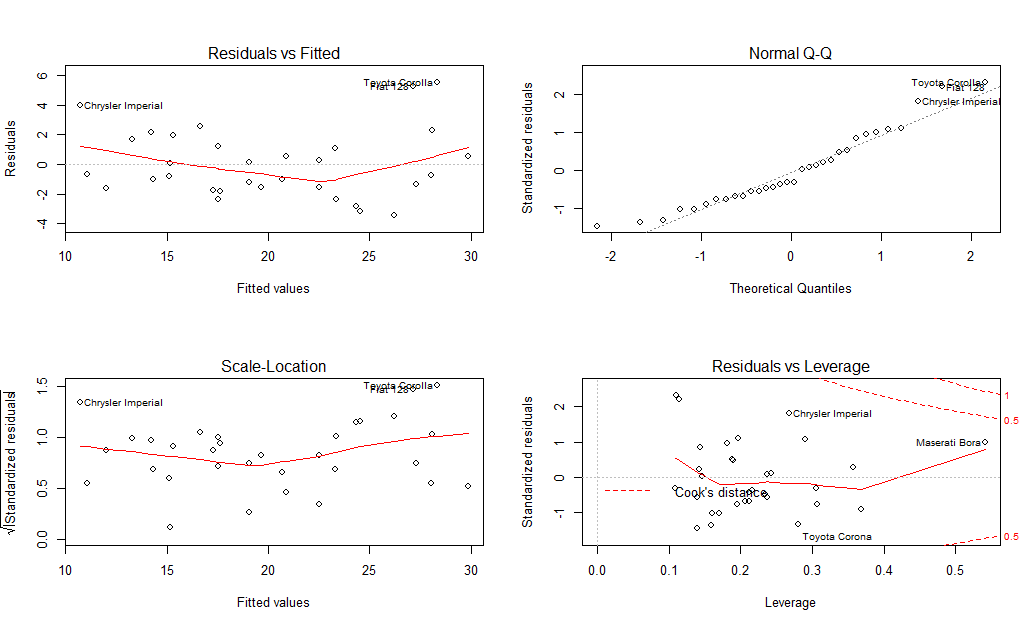 Residuals vs Fitted
Residuals
6
4
2
0
-2
-4
Toyota Corolla
Fiat 128
Chrysler Imperial
10 15 20 25 30
Fitted values
Normal Q-Q
Standardized residuals
2
1
0
-1
Toyota Corolla
Fiat 128
Chrysler Imperial
-2 -1 0 1 2
Theoretical Quantiles
Scale-Location
√|Standardized residuals|
1.5
1.0
0.5
0.0
Toyota Corolla
Fiat 128
Chrysler Imperial
10 15 20 25 30
Fitted values
Residuals vs Leverage
Standardized residuals
2
1
0
-1
1
0.5
Chrysler Imperial
Maserati Bora
Cook's distance
Toyota Corona
0.5
0.0 0.1 0.2 0.3 0.4 0.5
Leverage